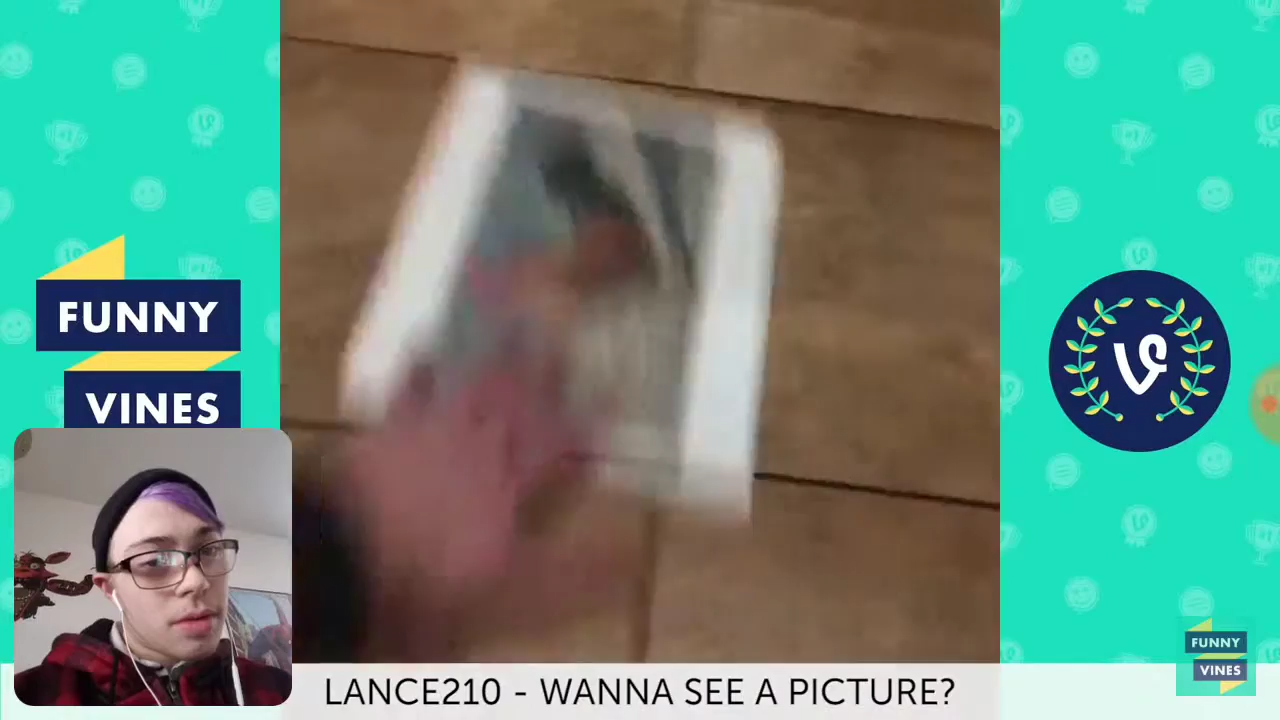 FUNNY
VINES
LANCE210 - WANNA SEE A PICTURE?
FUNNY
VINES